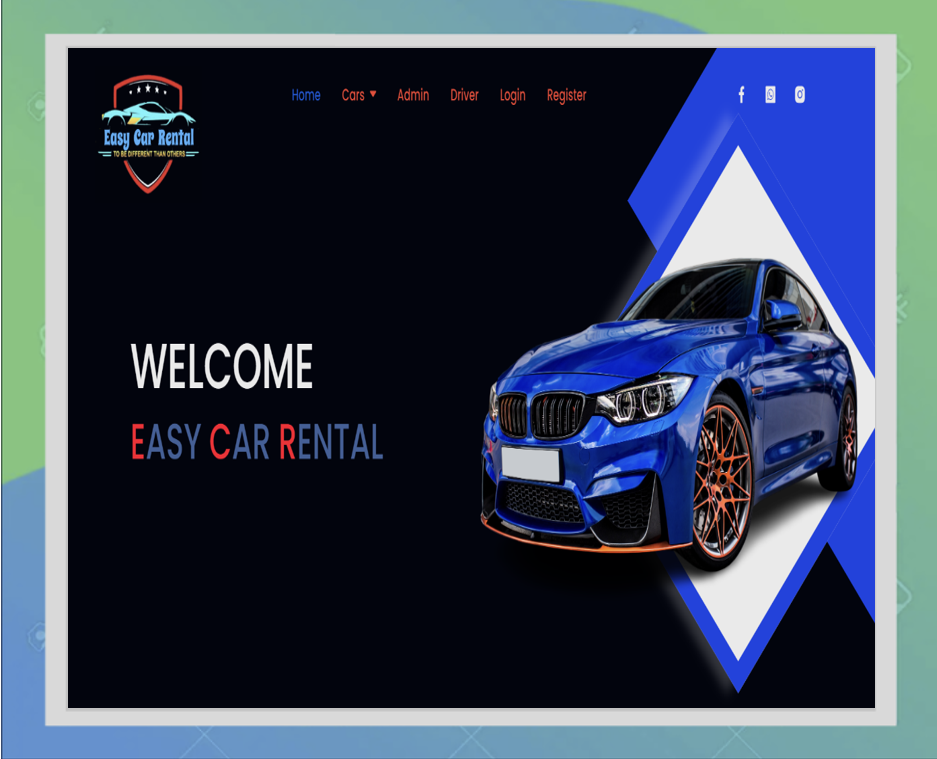 Easy Car Rental
TO BE DIFFERENT THAN OTHERS
Home Cars Admin Driver Login Register
WELCOME
EASY CAR RENTAL